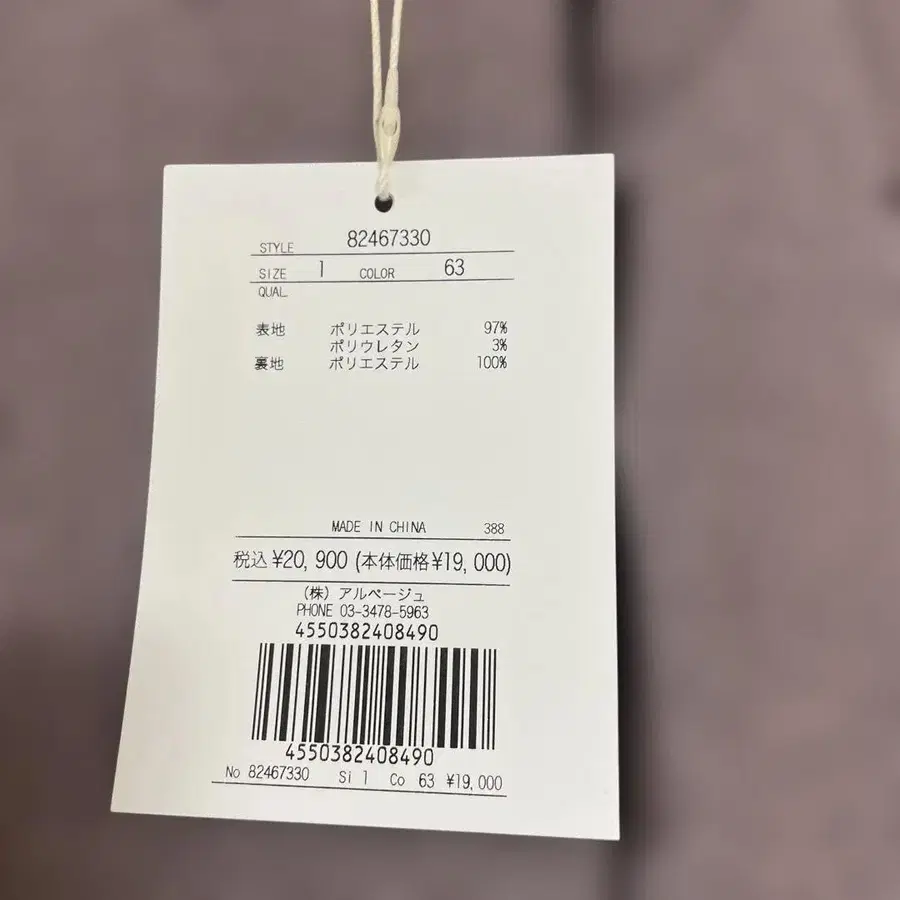 STYLE 82467330
SIZE 1 COLOR 63
QUAL.
表地 ポリエステル 97%
ポリウレタン 3%
裏地 ポリエステル 100%
MADE IN CHINA 388
税込 ¥20,900 (本体価格¥19,000)
(株) アルページュ
PHONE 03-3478-5963
4550382408490
4550382408490
No 82467330 Si 1 Co 63 ¥19,000